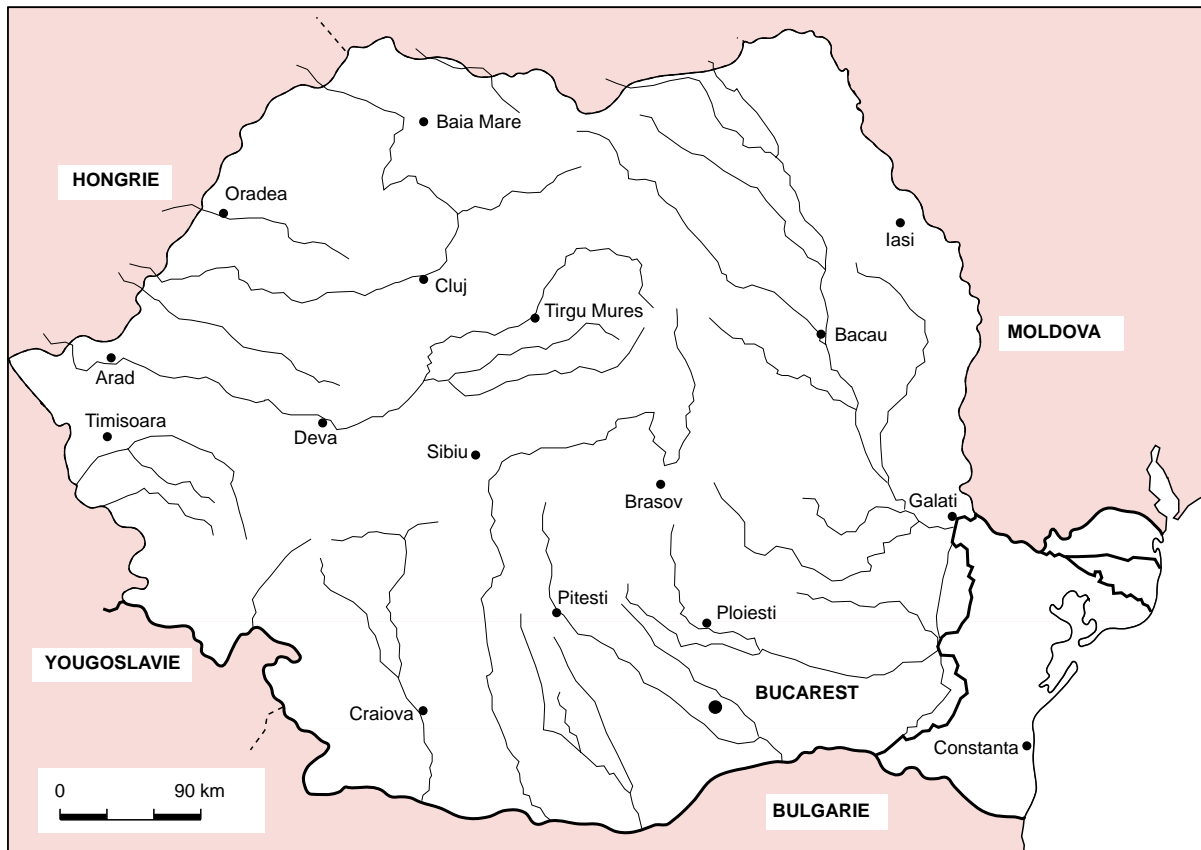 Baia Mare
HONGRIE
Oradea
Iasi
Cluj
Tirgu Mures
MOLDOVA
Bacau
Arad
Timisoara
Deva
Sibiu
Brasov
Galati
Pitesti
Ploiesti
YOUGOSLAVIE
BUCAREST
Craiova
Constanta
0 90 km
BULGARIE